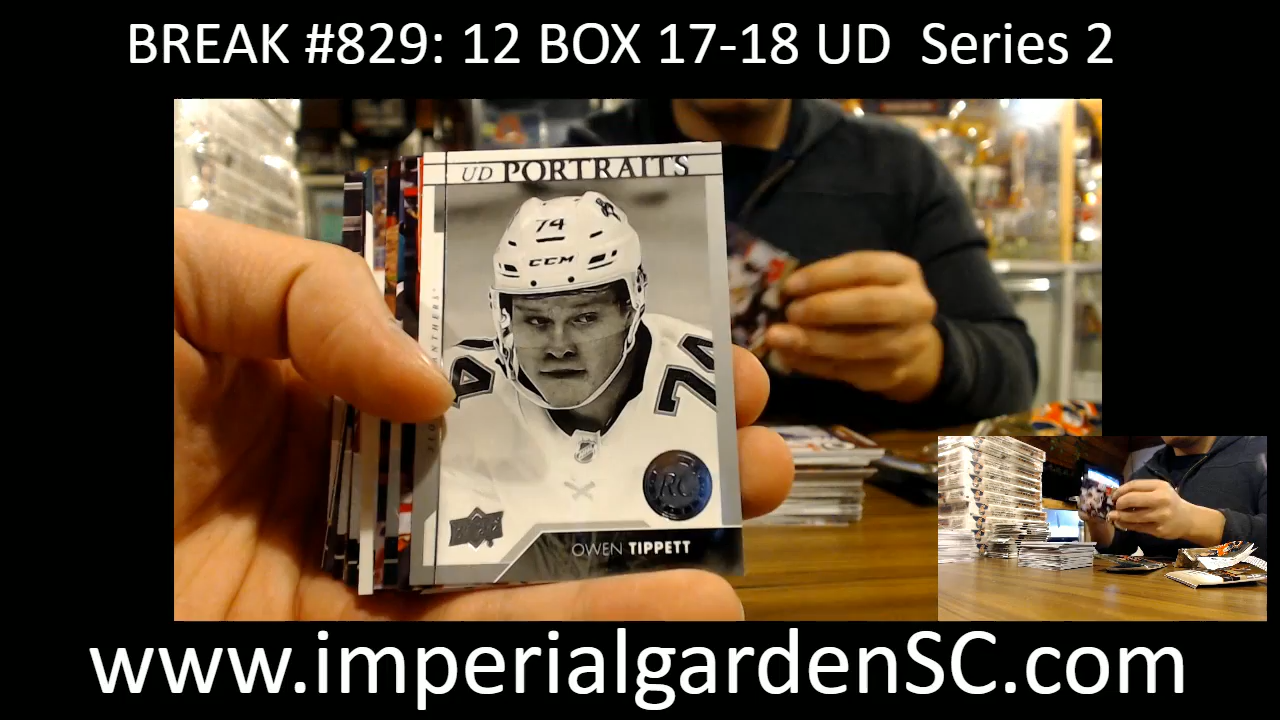 BREAK #829: 12 BOX 17-18 UD Series 2
UD PORTRAITS
74
CCM
74
RC
OWEN TIPPETT
www.imperialgardenSC.com